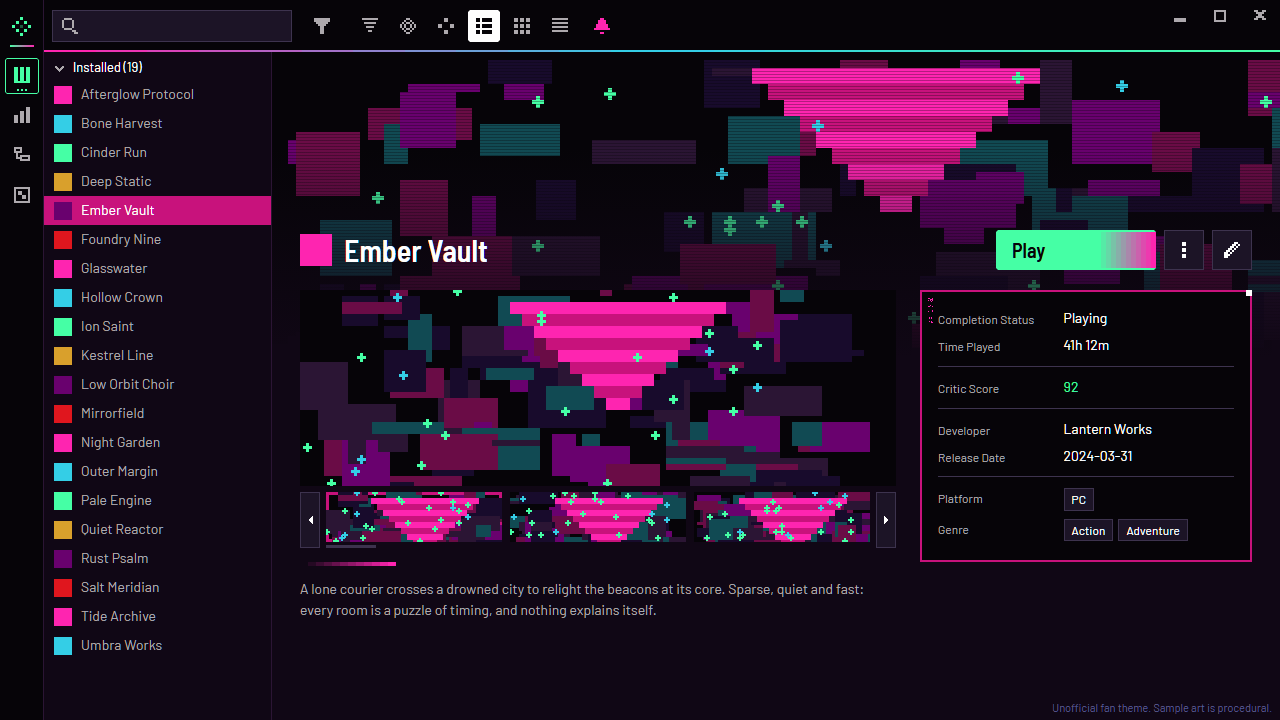 Installed (19)
Afterglow Protocol
Bone Harvest
Cinder Run
Deep Static
Ember Vault
Foundry Nine
Glasswater
Hollow Crown
Ion Saint
Kestrel Line
Low Orbit Choir
Mirrorfield
Night Garden
Outer Margin
Pale Engine
Quiet Reactor
Rust Psalm
Salt Meridian
Tide Archive
Umbra Works
Ember Vault
Play
Completion Status Playing
Time Played 41h 12m
Critic Score 92
Developer Lantern Works
Release Date 2024-03-31
Platform PC
Genre Action Adventure
A lone courier crosses a drowned city to relight the beacons at its core. Sparse, quiet and fast:
every room is a puzzle of timing, and nothing explains itself.
Unofficial fan theme. Sample art is procedural.